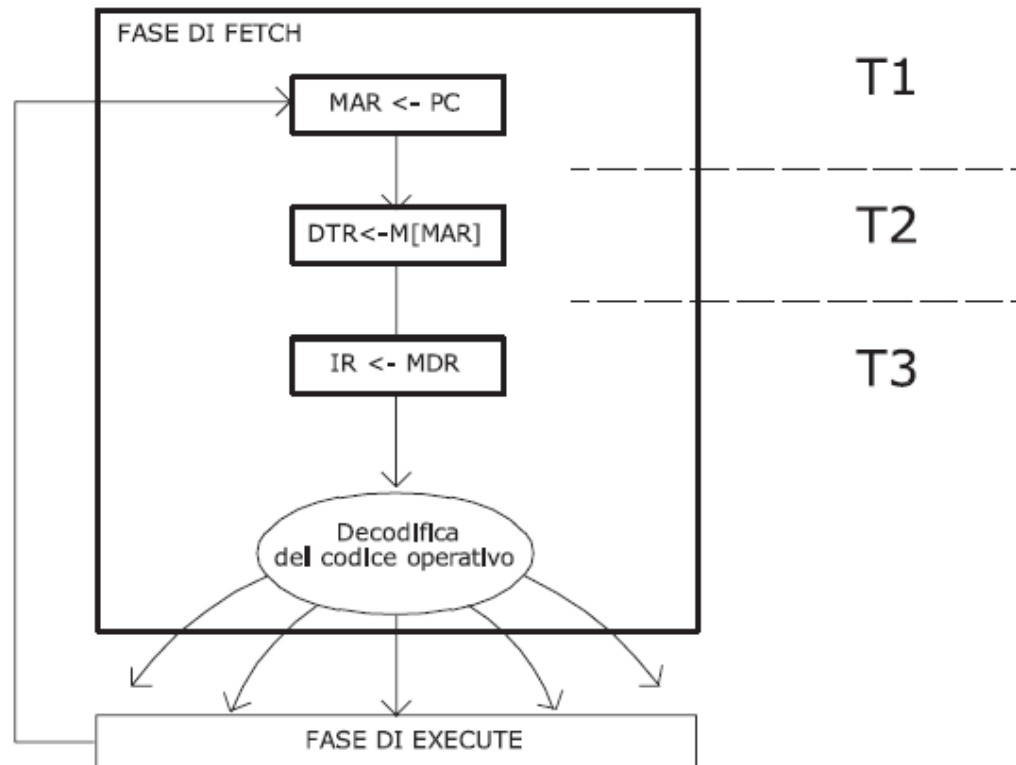 FASE DI FETCH
MAR <- PC
T1
DTR<-M[MAR]
T2
IR <- MDR
T3
Decodifica
del codice operativo
FASE DI EXECUTE